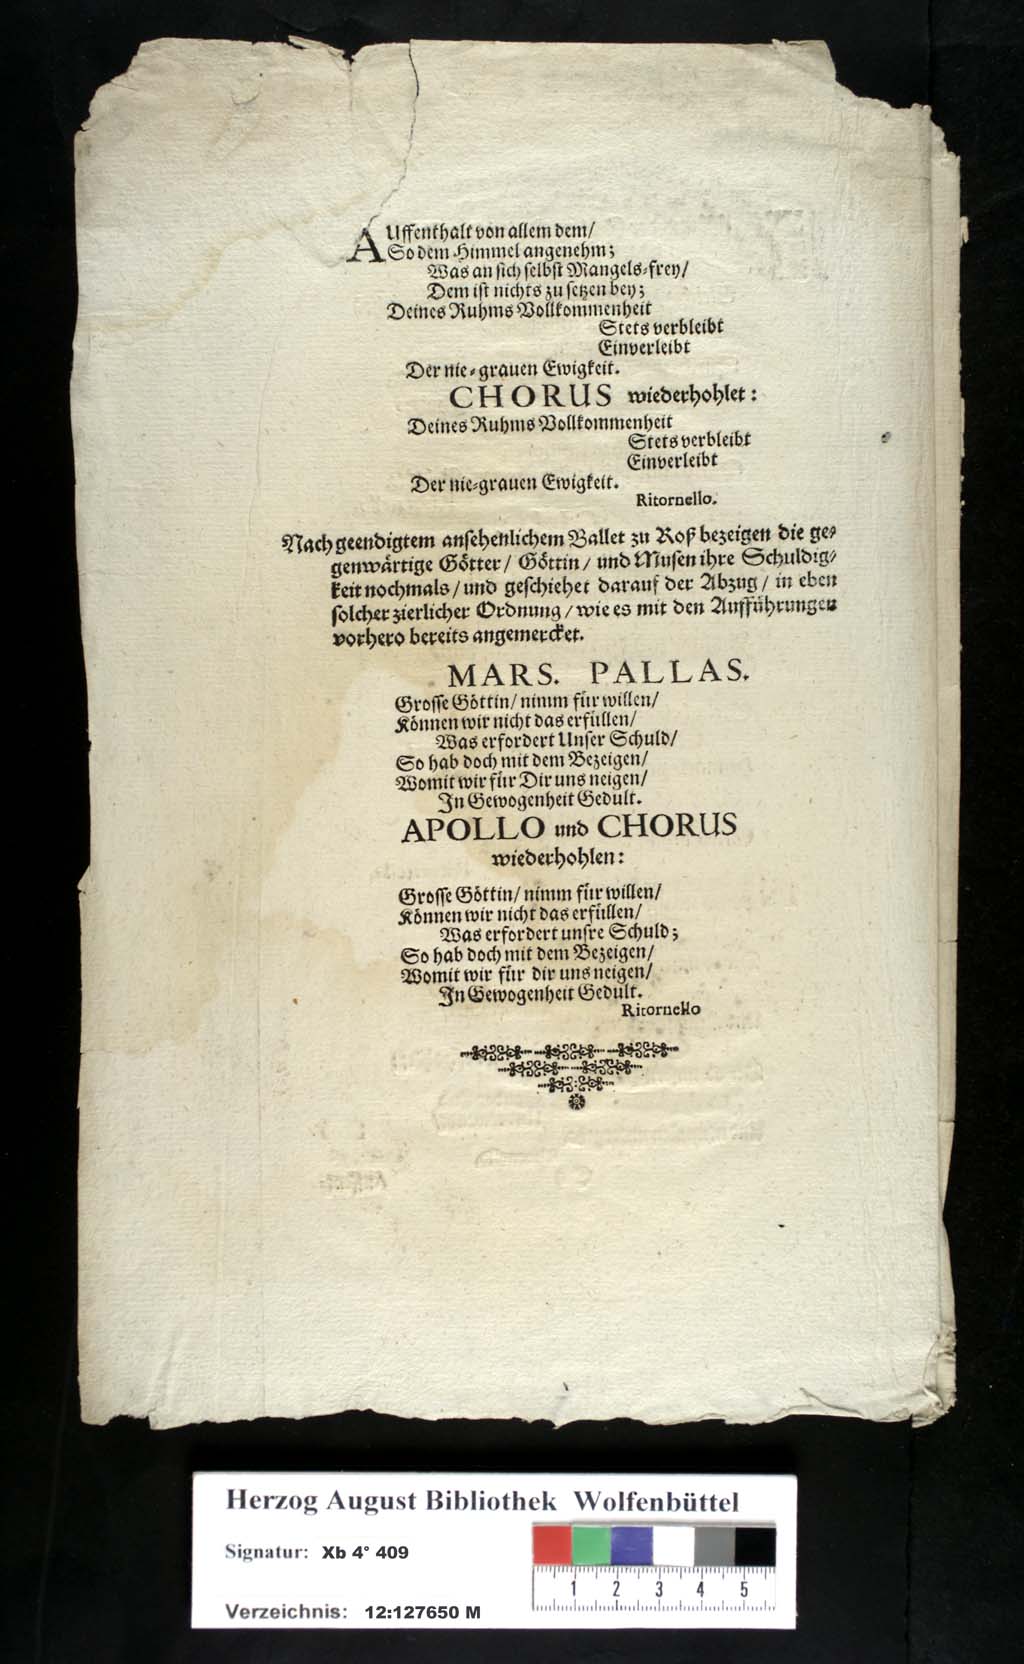 AUffenthalt von allem dem/
So dem Himmel angenehm;
Was an sich selbst Mangels-frey/
Dem ist nichts zu setzen bey;
Deines Ruhms Vollkommenheit
Stets verbleibt
Einverleibt
Der nie-grauen Ewigkeit.
CHORUS wiederhohlet:
Deines Ruhms Vollkommenheit
Stets verbleibt
Einverleibt
Der nie-grauen Ewigkeit.
Ritornello.
Nach geendigtem ansehenlichem Ballet zu Roß bezeigen die ge-
genwärtige Götter/ Göttin/ und Musen ihre Schuldig-
keit nochmals/ und geschiehet darauf der Abzug/ in eben
solcher zierlicher Ordnung/ wie es mit den Aufführungen
vorhero bereits angemercket.
MARS. PALLAS.
Grosse Göttin/ nimm für willen/
Können wir nicht das erfüllen/
Was erfordert Unser Schuld/
So hab doch mit dem Bezeigen/
Womit wir für Dir uns neigen/
In Gewogenheit Gedult.
APOLLO und CHORUS
wiederhohlen:
Grosse Göttin/ nimm für willen/
Können wir nicht das erfüllen/
Was erfordert unsre Schuld;
So hab doch mit dem Bezeigen/
Womit wir für dir uns neigen/
In Gewogenheit Gedult.
Ritornello
Herzog August Bibliothek Wolfenbüttel
Signatur: Xb 4° 409
1 2 3 4 5
Verzeichnis: 12:127650 M